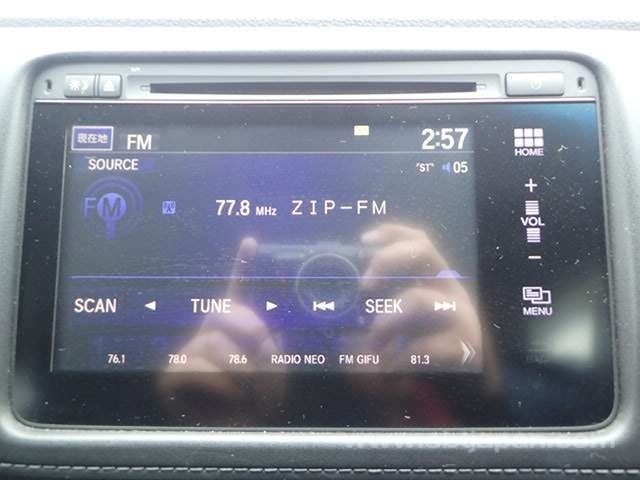 現在地 FM 2:57 HOME
SOURCE "ST" 05
FM 77.8 MHz ZIP-FM
+
VOL
-
SCAN TUNE SEEK MENU
76.1 78.0 78.6 RADIO NEO FM GIFU 81.3